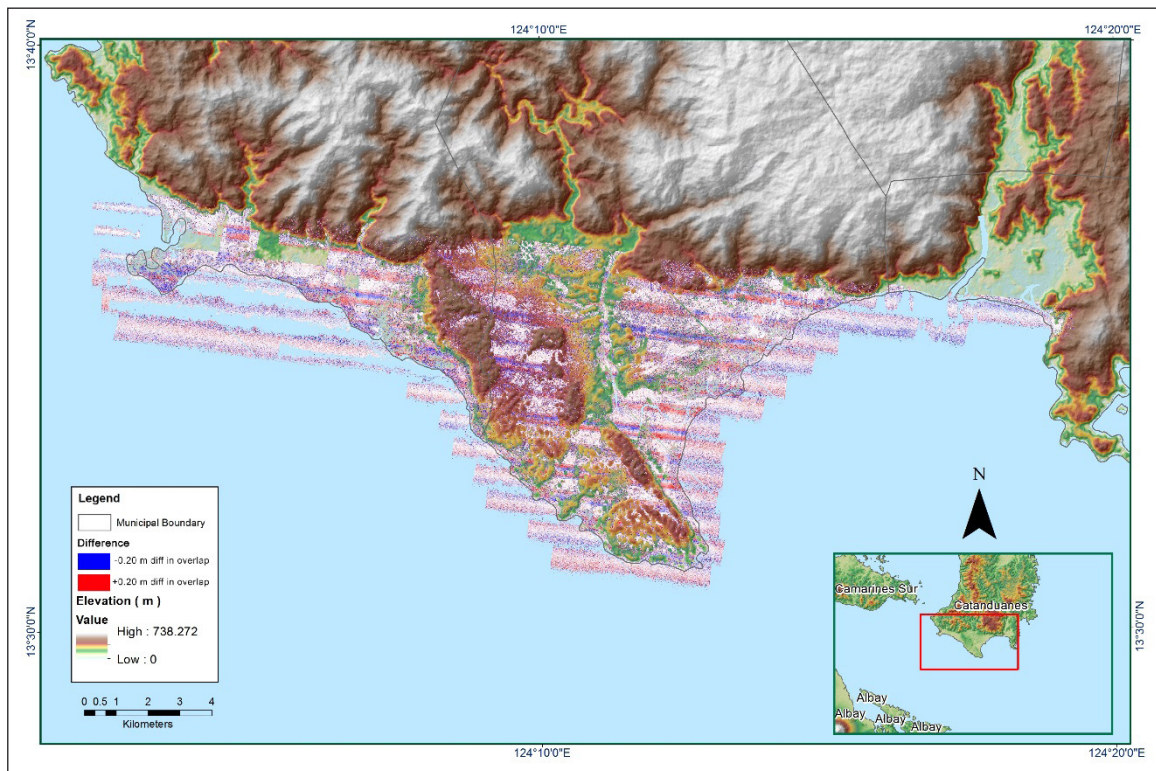 124°10'0"E
124°20'0"E
13°40'0"N
13°40'0"N
N
Legend
Municipal Boundary
Difference
-0.20 m diff in overlap
+0.20 m diff in overlap
Elevation ( m )
Value
High : 738.272
Low : 0
0 0.5 1 2 3 4
Kilometers
13°30'0"N
13°30'0"N
Camarines Sur
Catanduanes
Albay
Albay
Albay
Albay
124°10'0"E
124°20'0"E